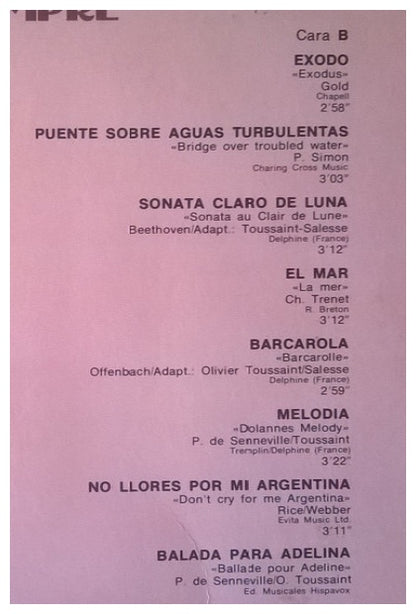 Cara B
EXODO
«Exodus»
Gold
Chapell
2'58"
PUENTE SOBRE AGUAS TURBULENTAS
«Bridge over troubled water»
P. Simon
Charing Cross Music
3'03"
SONATA CLARO DE LUNA
«Sonata au Clair de Lune»
Beethoven/Adapt.: Toussaint-Salesse
Delphine (France)
3'12"
EL MAR
«La mer»
Ch. Trenet
R. Breton
3'12"
BARCAROLA
«Barcarolle»
Offenbach/Adapt.: Olivier Toussaint/Salesse
Delphine (France)
2'59"
MELODIA
«Dolannes Melody»
P. de Senneville/Toussaint
Tremplin/Delphine (France)
3'22"
NO LLORES POR MI ARGENTINA
«Don't cry for me Argentina»
Rice/Webber
Evita Music Ltd.
3'11"
BALADA PARA ADELINA
«Ballade pour Adeline»
P. de Senneville/O. Toussaint
Ed. Musicales Hispavox